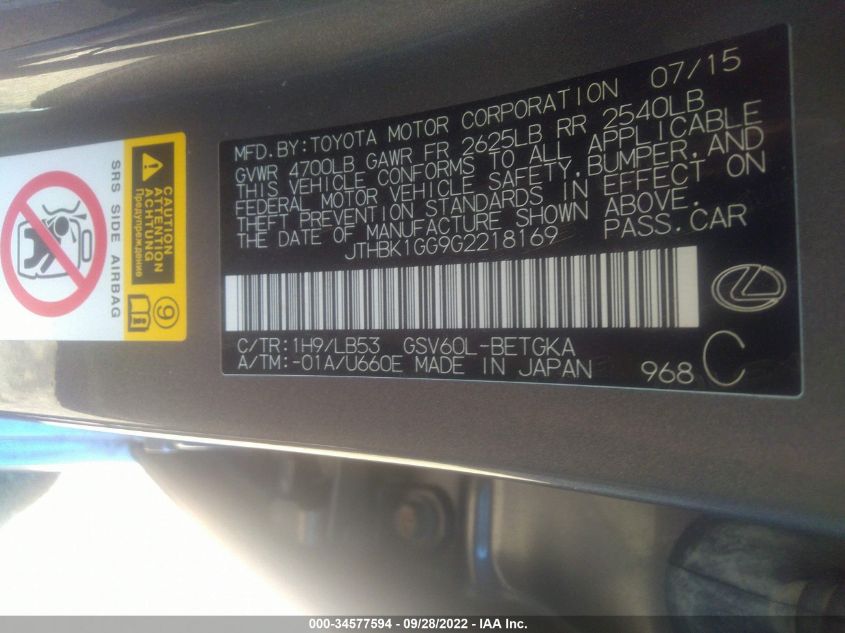 MFD.BY:TOYOTA MOTOR CORPORATION 07/15
GVWR 4700LB GAWR FR 2625LB RR 2540LB
THIS VEHICLE CONFORMS TO ALL APPLICABLE
FEDERAL MOTOR VEHICLE SAFETY,BUMPER,AND
THEFT PREVENTION STANDARDS IN EFFECT ON
THE DATE OF MANUFACTURE SHOWN ABOVE.
JTHBK1GG9G2218169 PASS.CAR
C/TR:1H9/LB53 GSV60L-BETGKA
A/TM:-01A/U660E MADE IN JAPAN 968 C
SRS SIDE AIRBAG
CAUTION
ATTENTION
ACHTUNG
Предупреждение
9
000-34577594 - 09/28/2022 - IAA Inc.